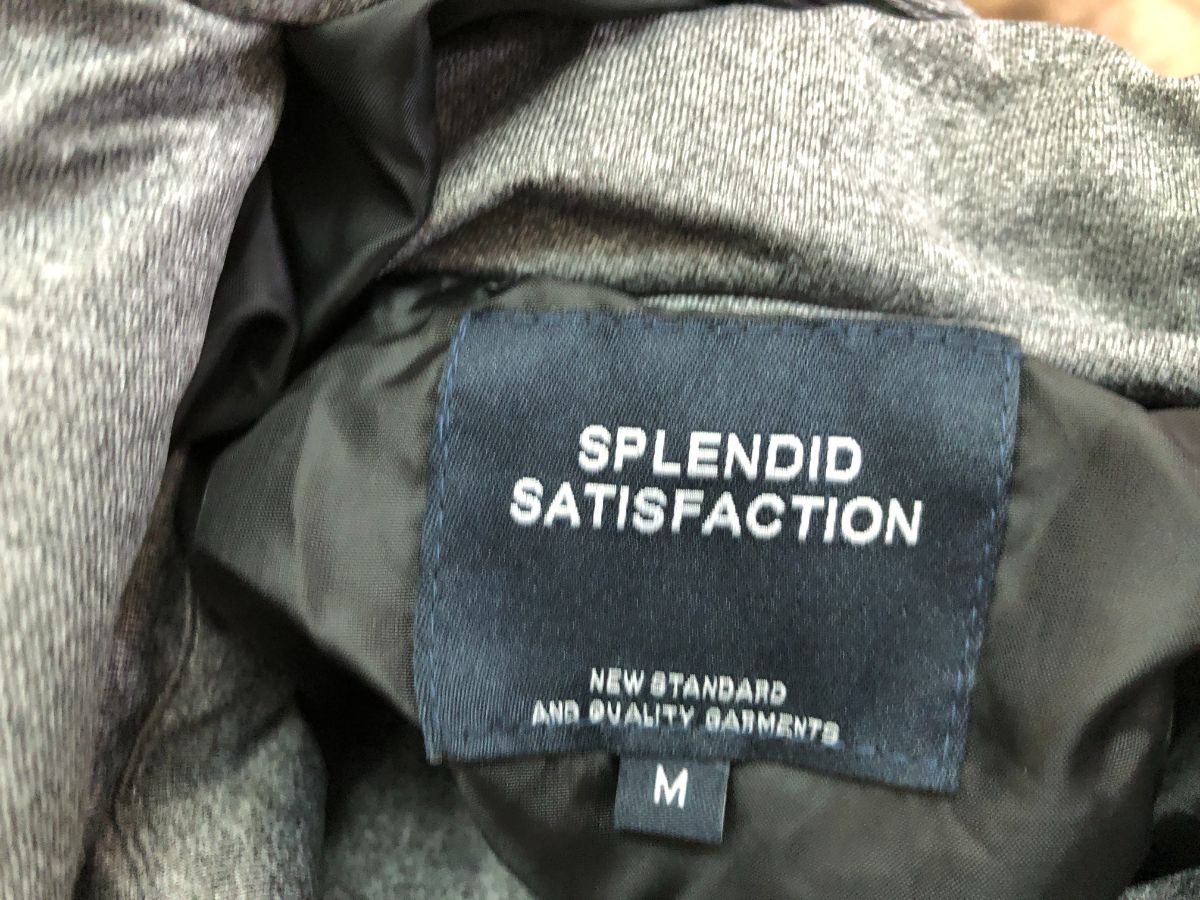 SPLENDID
SATISFACTION
NEW STANDARD
AND QUALITY GARMENTS
M